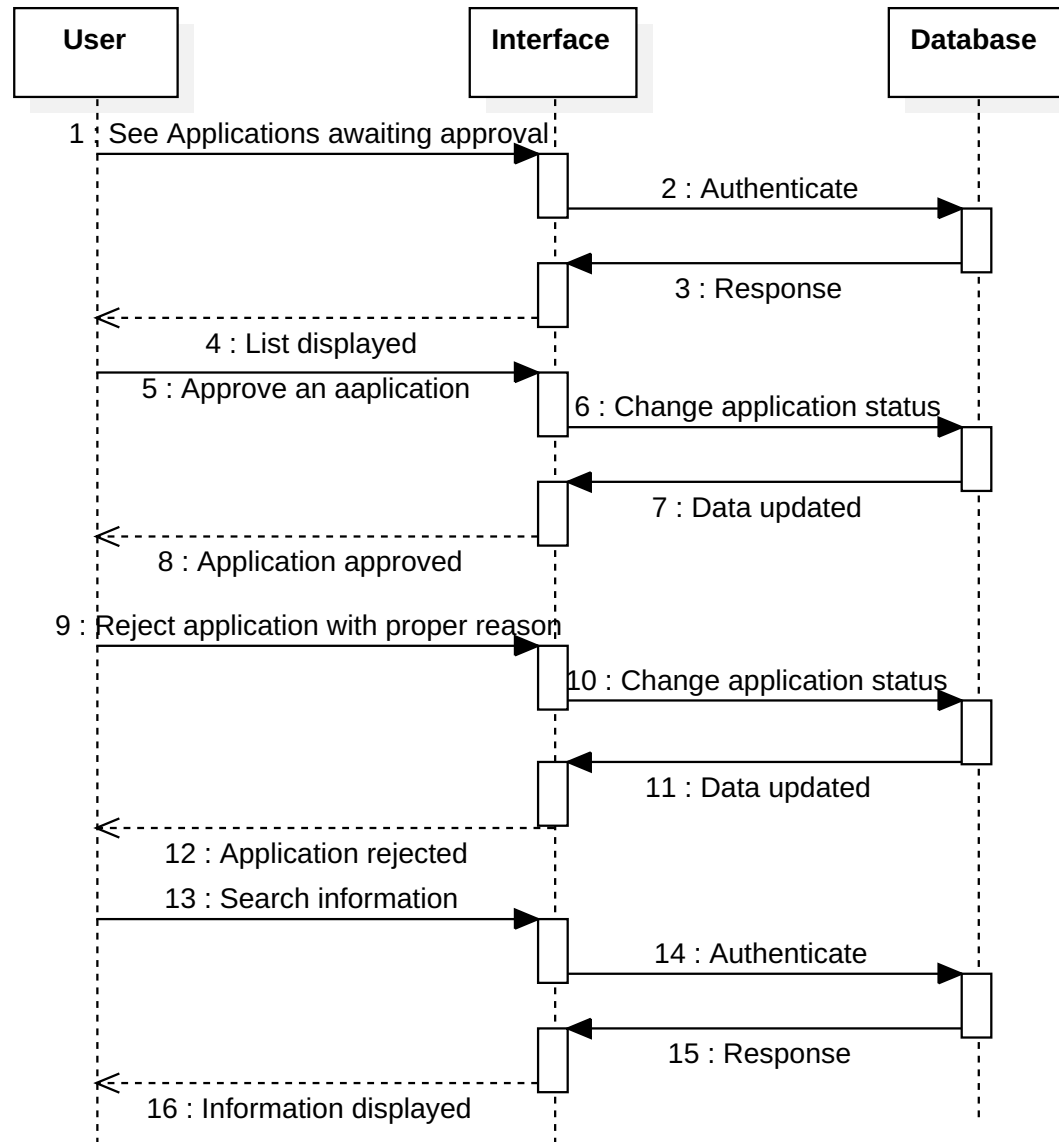 User
Interface
Database
1 : See Applications awaiting approval
2 : Authenticate
3 : Response
4 : List displayed
5 : Approve an aaplication
6 : Change application status
7 : Data updated
8 : Application approved
9 : Reject application with proper reason
10 : Change application status
11 : Data updated
12 : Application rejected
13 : Search information
14 : Authenticate
15 : Response
16 : Information displayed